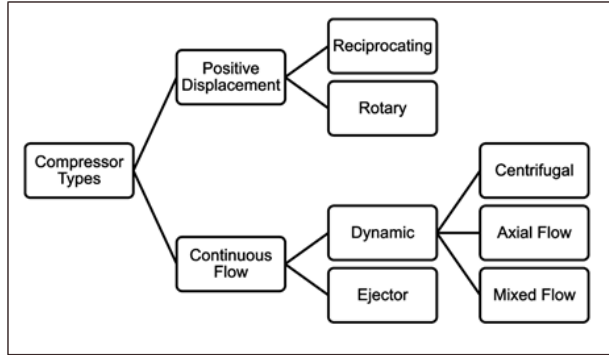 Compressor
Types
Positive
Displacement
Reciprocating
Rotary
Continuous
Flow
Dynamic
Ejector
Centrifugal
Axial Flow
Mixed Flow